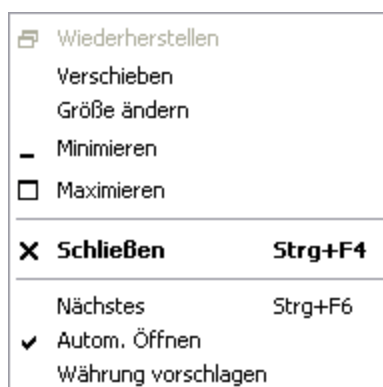 Wiederherstellen
Verschieben
Größe ändern
Minimieren
Maximieren
Schließen Strg+F4
Nächstes Strg+F6
Autom. Öffnen
Währung vorschlagen